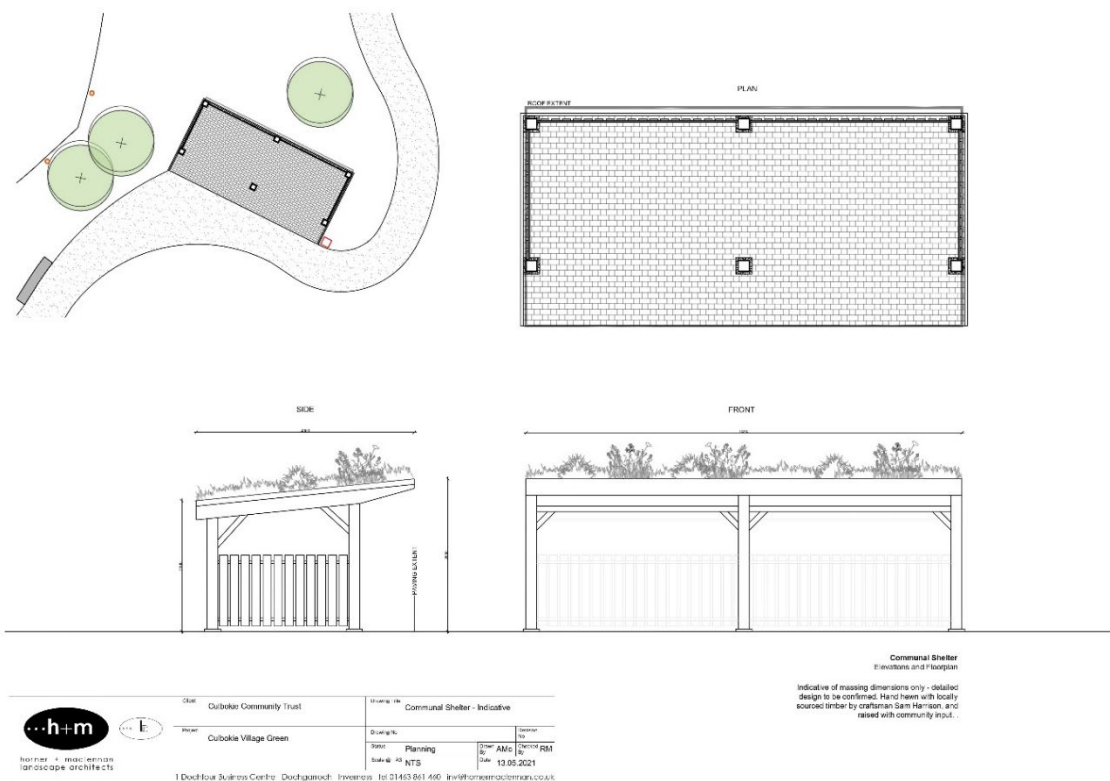 PLAN
ROOF EXTENT
SIDE
FRONT
PAVING EXTENT
Communal Shelter
Elevations and Floorplan
Indicative of massing dimensions only - detailed
design to be confirmed. Hand hewn with locally
sourced timber by craftsman Sam Harrison, and
raised with community input. .
h+m
horner + maclennan
landscape architects
Client Culbokie Community Trust
Project Culbokie Village Green
Drawing title Communal Shelter - Indicative
Drawing No. Revision No
Status Planning
Drawn By AMc
Checked By RM
Scale @ A3 NTS
Date 13.05.2021
1 Dochfour Business Centre Dochgarroch Inverness tel 01463 861 460